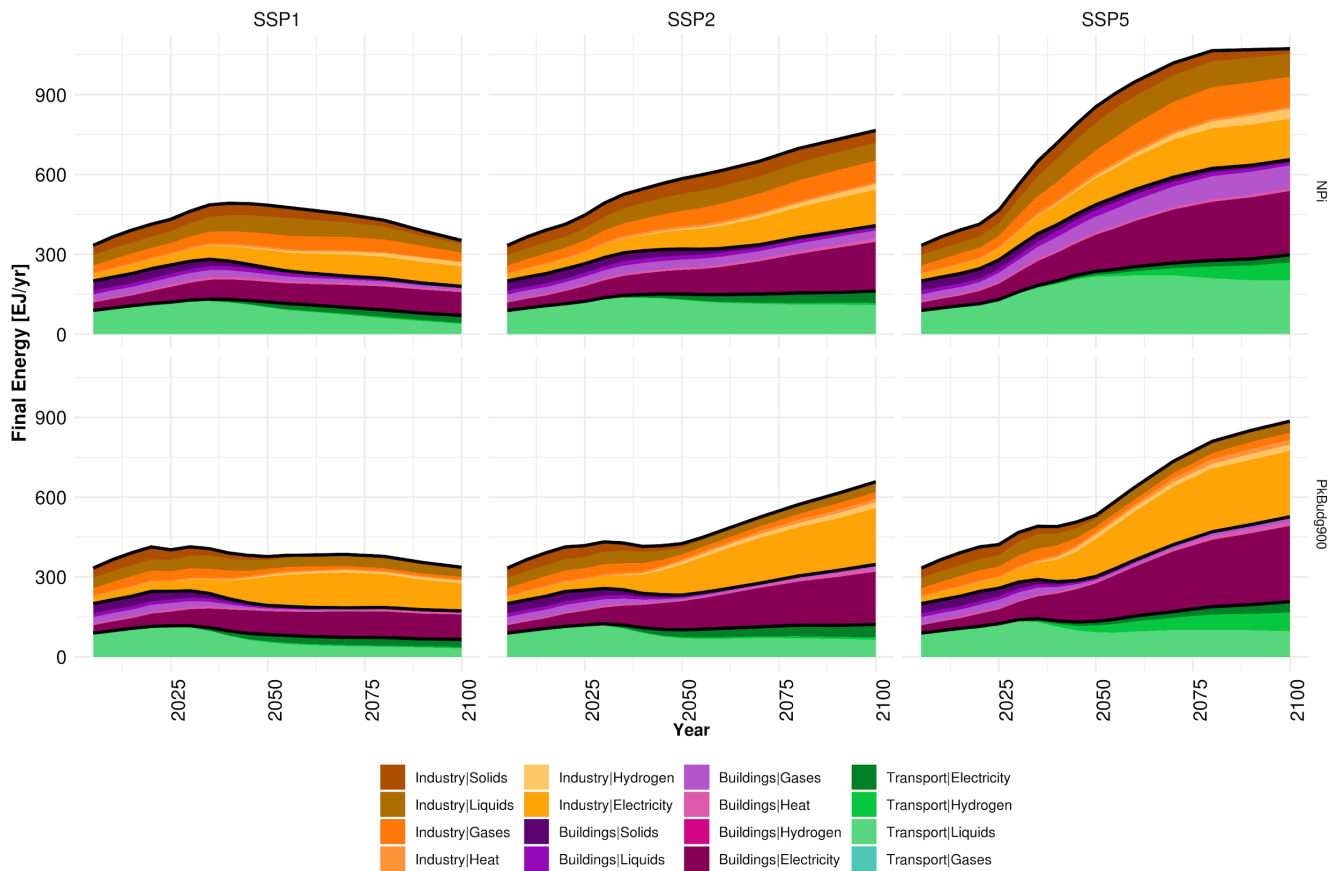 SSP1 SSP2 SSP5
Final Energy [EJ/yr]
900
600
300
0
NPi
900
600
300
0
PkBudg900
2025 2050 2075 2100 2025 2050 2075 2100 2025 2050 2075 2100
Year
Industry|Solids Industry|Hydrogen Buildings|Gases Transport|Electricity
Industry|Liquids Industry|Electricity Buildings|Heat Transport|Hydrogen
Industry|Gases Buildings|Solids Buildings|Hydrogen Transport|Liquids
Industry|Heat Buildings|Liquids Buildings|Electricity Transport|Gases